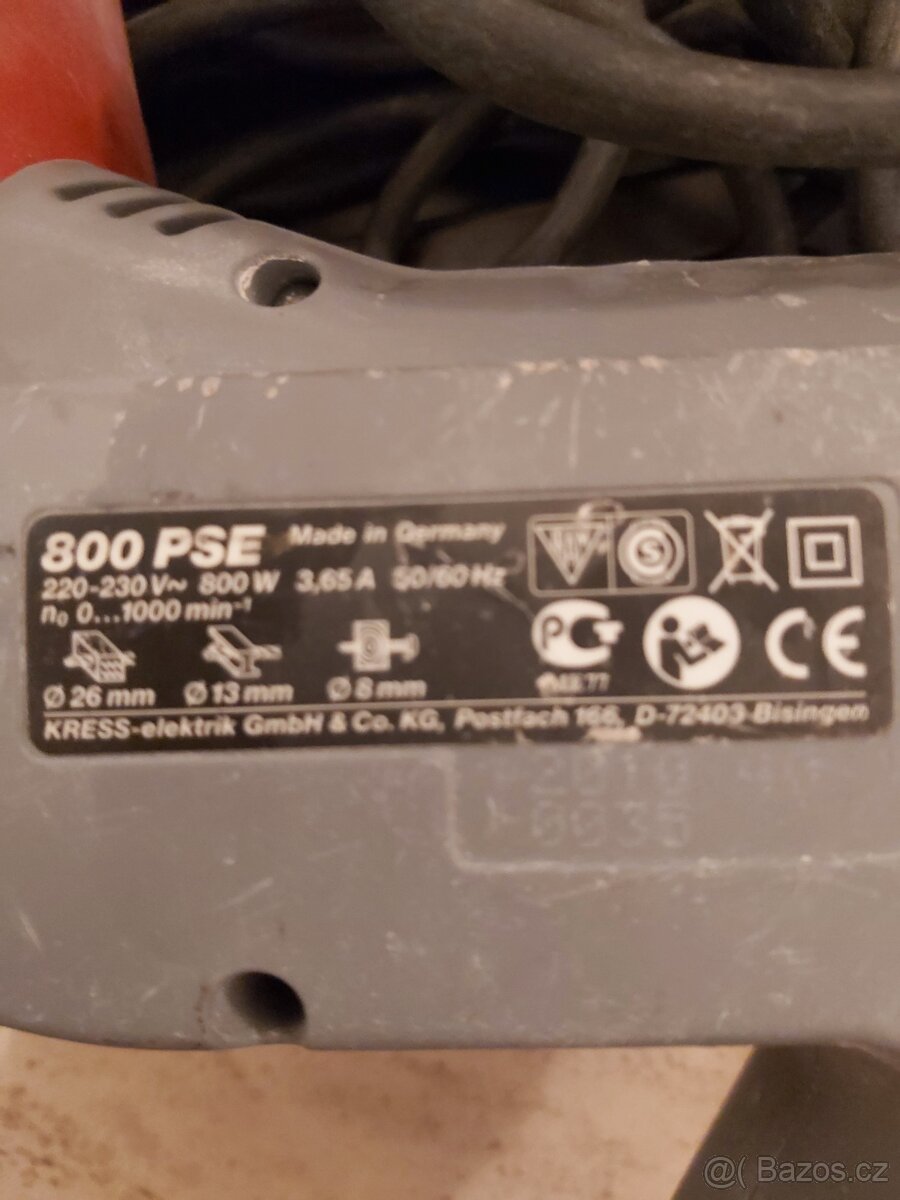 800 PSE Made in Germany
220-230 V~ 800 W 3,65 A 50/60 Hz
n₀ 0...1000 min⁻¹
Ø 26 mm Ø 13 mm Ø 8 mm
S
PG
CE
KRESS-elektrik GmbH & Co. KG, Postfach 166, D-72403 Bisingen
@( Bazos.cz